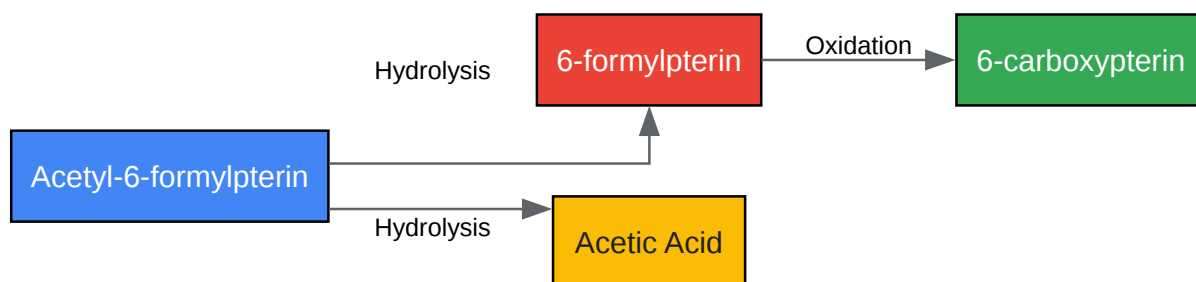 Hydrolysis
6-formylpterin
Oxidation
6-carboxypterin
Acetyl-6-formylpterin
Hydrolysis
Acetic Acid